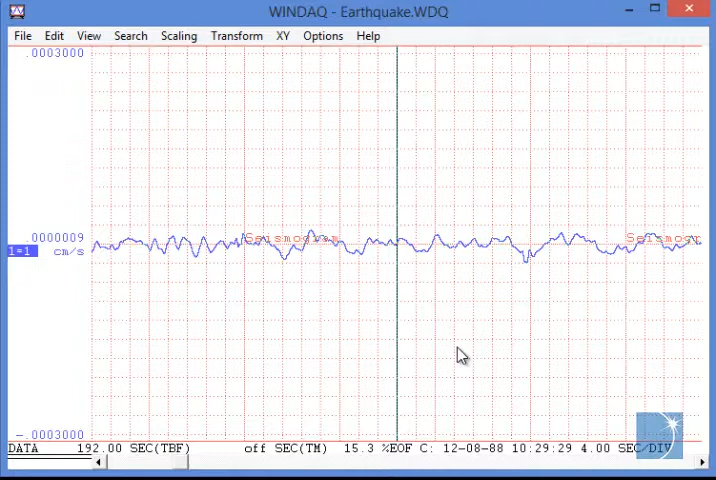 WINDAQ - Earthquake.WDQ
File Edit View Search Scaling Transform XY Options Help
.0003000
.0000009 Seismogram Seismogr
1=1 cm/s
-.0003000
DATA 192.00 SEC(TBF) off SEC(TM) 15.3 %EOF C: 12-08-88 10:29:29 4.00 SEC/DIV